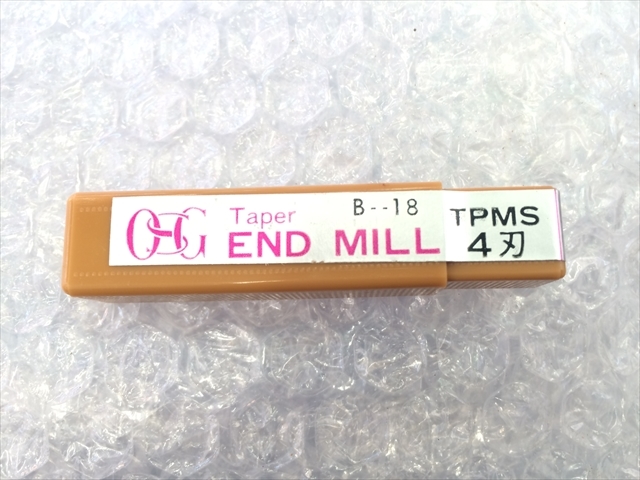 OSG Taper B--18
END MILL
TPMS
4刃